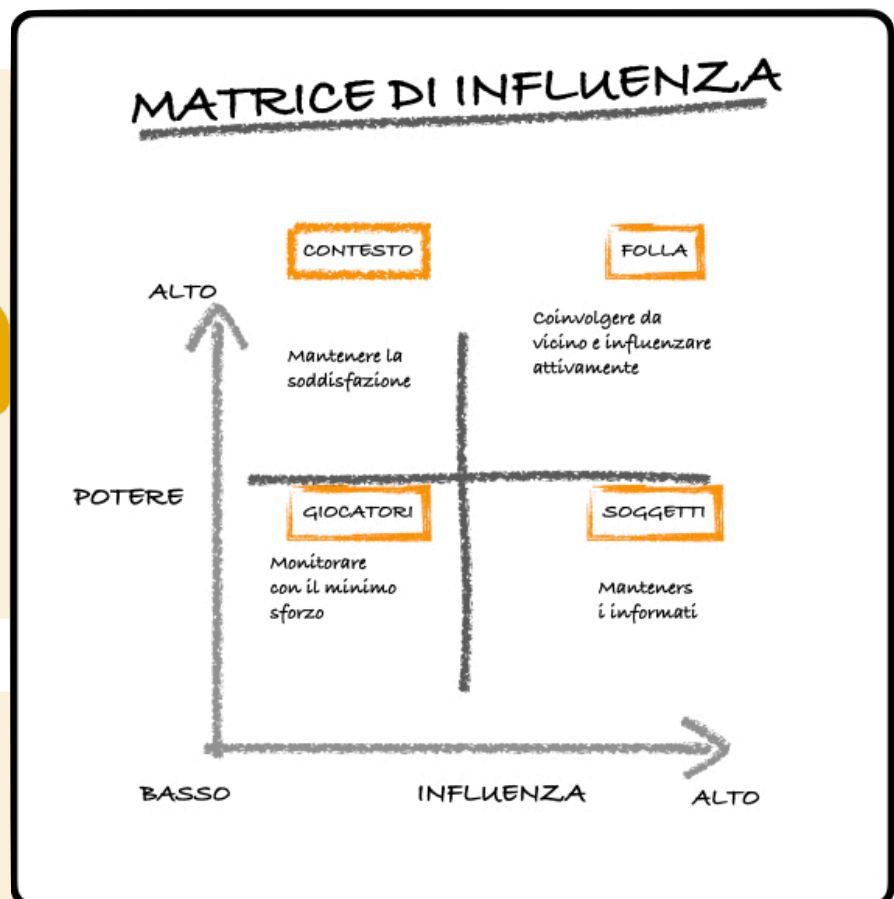 MATRICE DI INFLUENZA
CONTESTO
FOLLA
ALTO
Mantenere la
soddisfazione
Coinvolgere da
vicino e influenzare
attivamente
POTERE
GIOCATORI
SOGGETTI
Monitorare
con il minimo
sforzo
Manteners
i informati
BASSO
INFLUENZA
ALTO